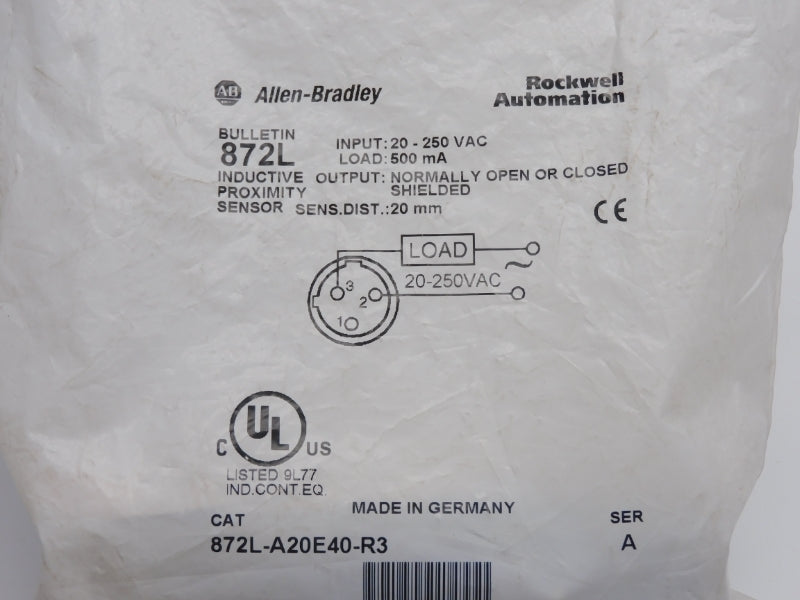 AB Allen-Bradley
Rockwell
Automation
BULLETIN
872L
INDUCTIVE
PROXIMITY
SENSOR
INPUT: 20 - 250 VAC
LOAD: 500 mA
OUTPUT: NORMALLY OPEN OR CLOSED
SHIELDED
SENS.DIST.: 20 mm
CE
LOAD
~
20-250VAC
3
2
1
C UL US
LISTED 9L77
IND.CONT.EQ.
MADE IN GERMANY
CAT
872L-A20E40-R3
SER
A